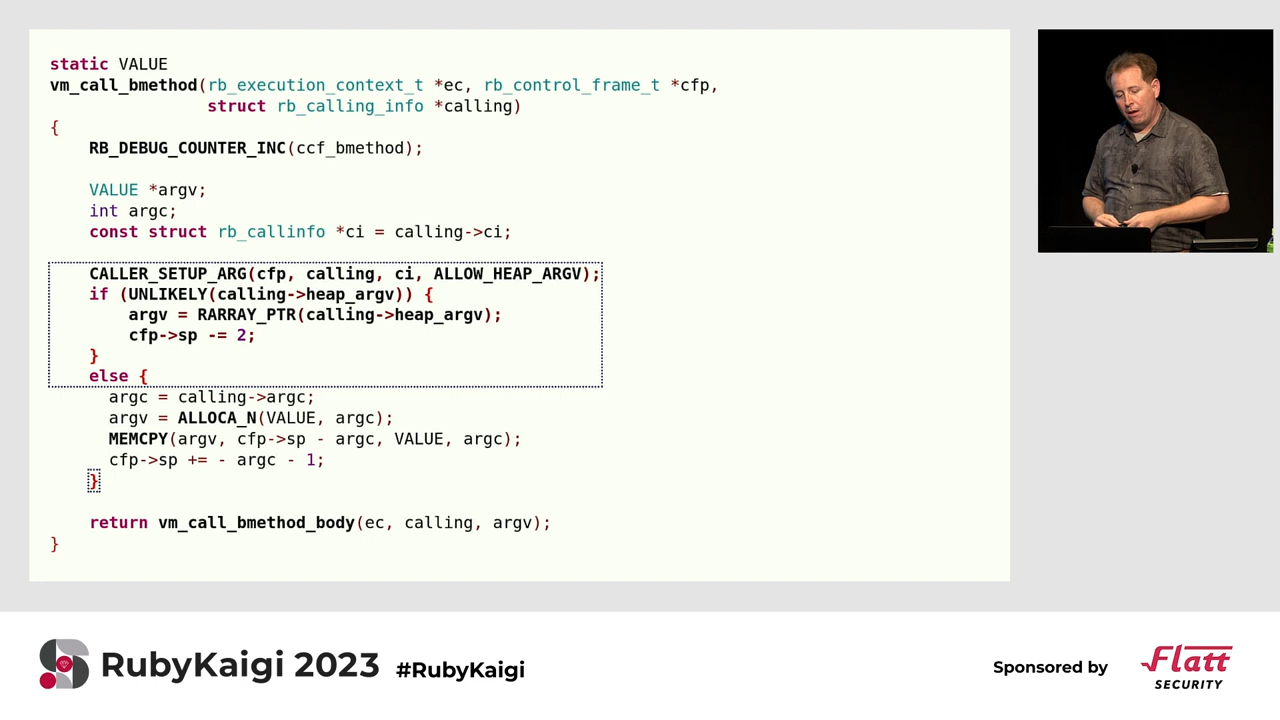 static VALUE
vm_call_bmethod(rb_execution_context_t *ec, rb_control_frame_t *cfp,
                struct rb_calling_info *calling)
{
    RB_DEBUG_COUNTER_INC(ccf_bmethod);

    VALUE *argv;
    int argc;
    const struct rb_callinfo *ci = calling->ci;

    CALLER_SETUP_ARG(cfp, calling, ci, ALLOW_HEAP_ARGV);
    if (UNLIKELY(calling->heap_argv)) {
        argv = RARRAY_PTR(calling->heap_argv);
        cfp->sp -= 2;
    }
    else {
      argc = calling->argc;
      argv = ALLOCA_N(VALUE, argc);
      MEMCPY(argv, cfp->sp - argc, VALUE, argc);
      cfp->sp += - argc - 1;
    }

    return vm_call_bmethod_body(ec, calling, argv);
}
RubyKaigi 2023 #RubyKaigi
Sponsored by
Flatt
SECURITY